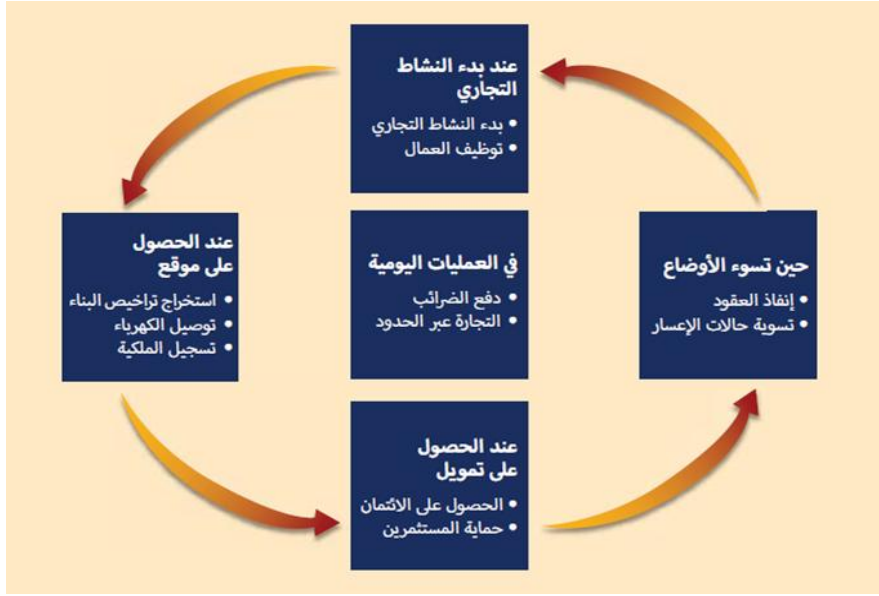 عند بدء النشاط
التجاري
• بدء النشاط التجاري
• توظيف العمال
حين تسوء الأوضاع
• إنفاذ العقود
• تسوية حالات الإعسار
في العمليات اليومية
• دفع الضرائب
• التجارة عبر الحدود
عند الحصول
على موقع
• استخراج تراخيص البناء
• توصيل الكهرباء
• تسجيل الملكية
عند الحصول
على تمويل
• الحصول على الائتمان
• حماية المستثمرين